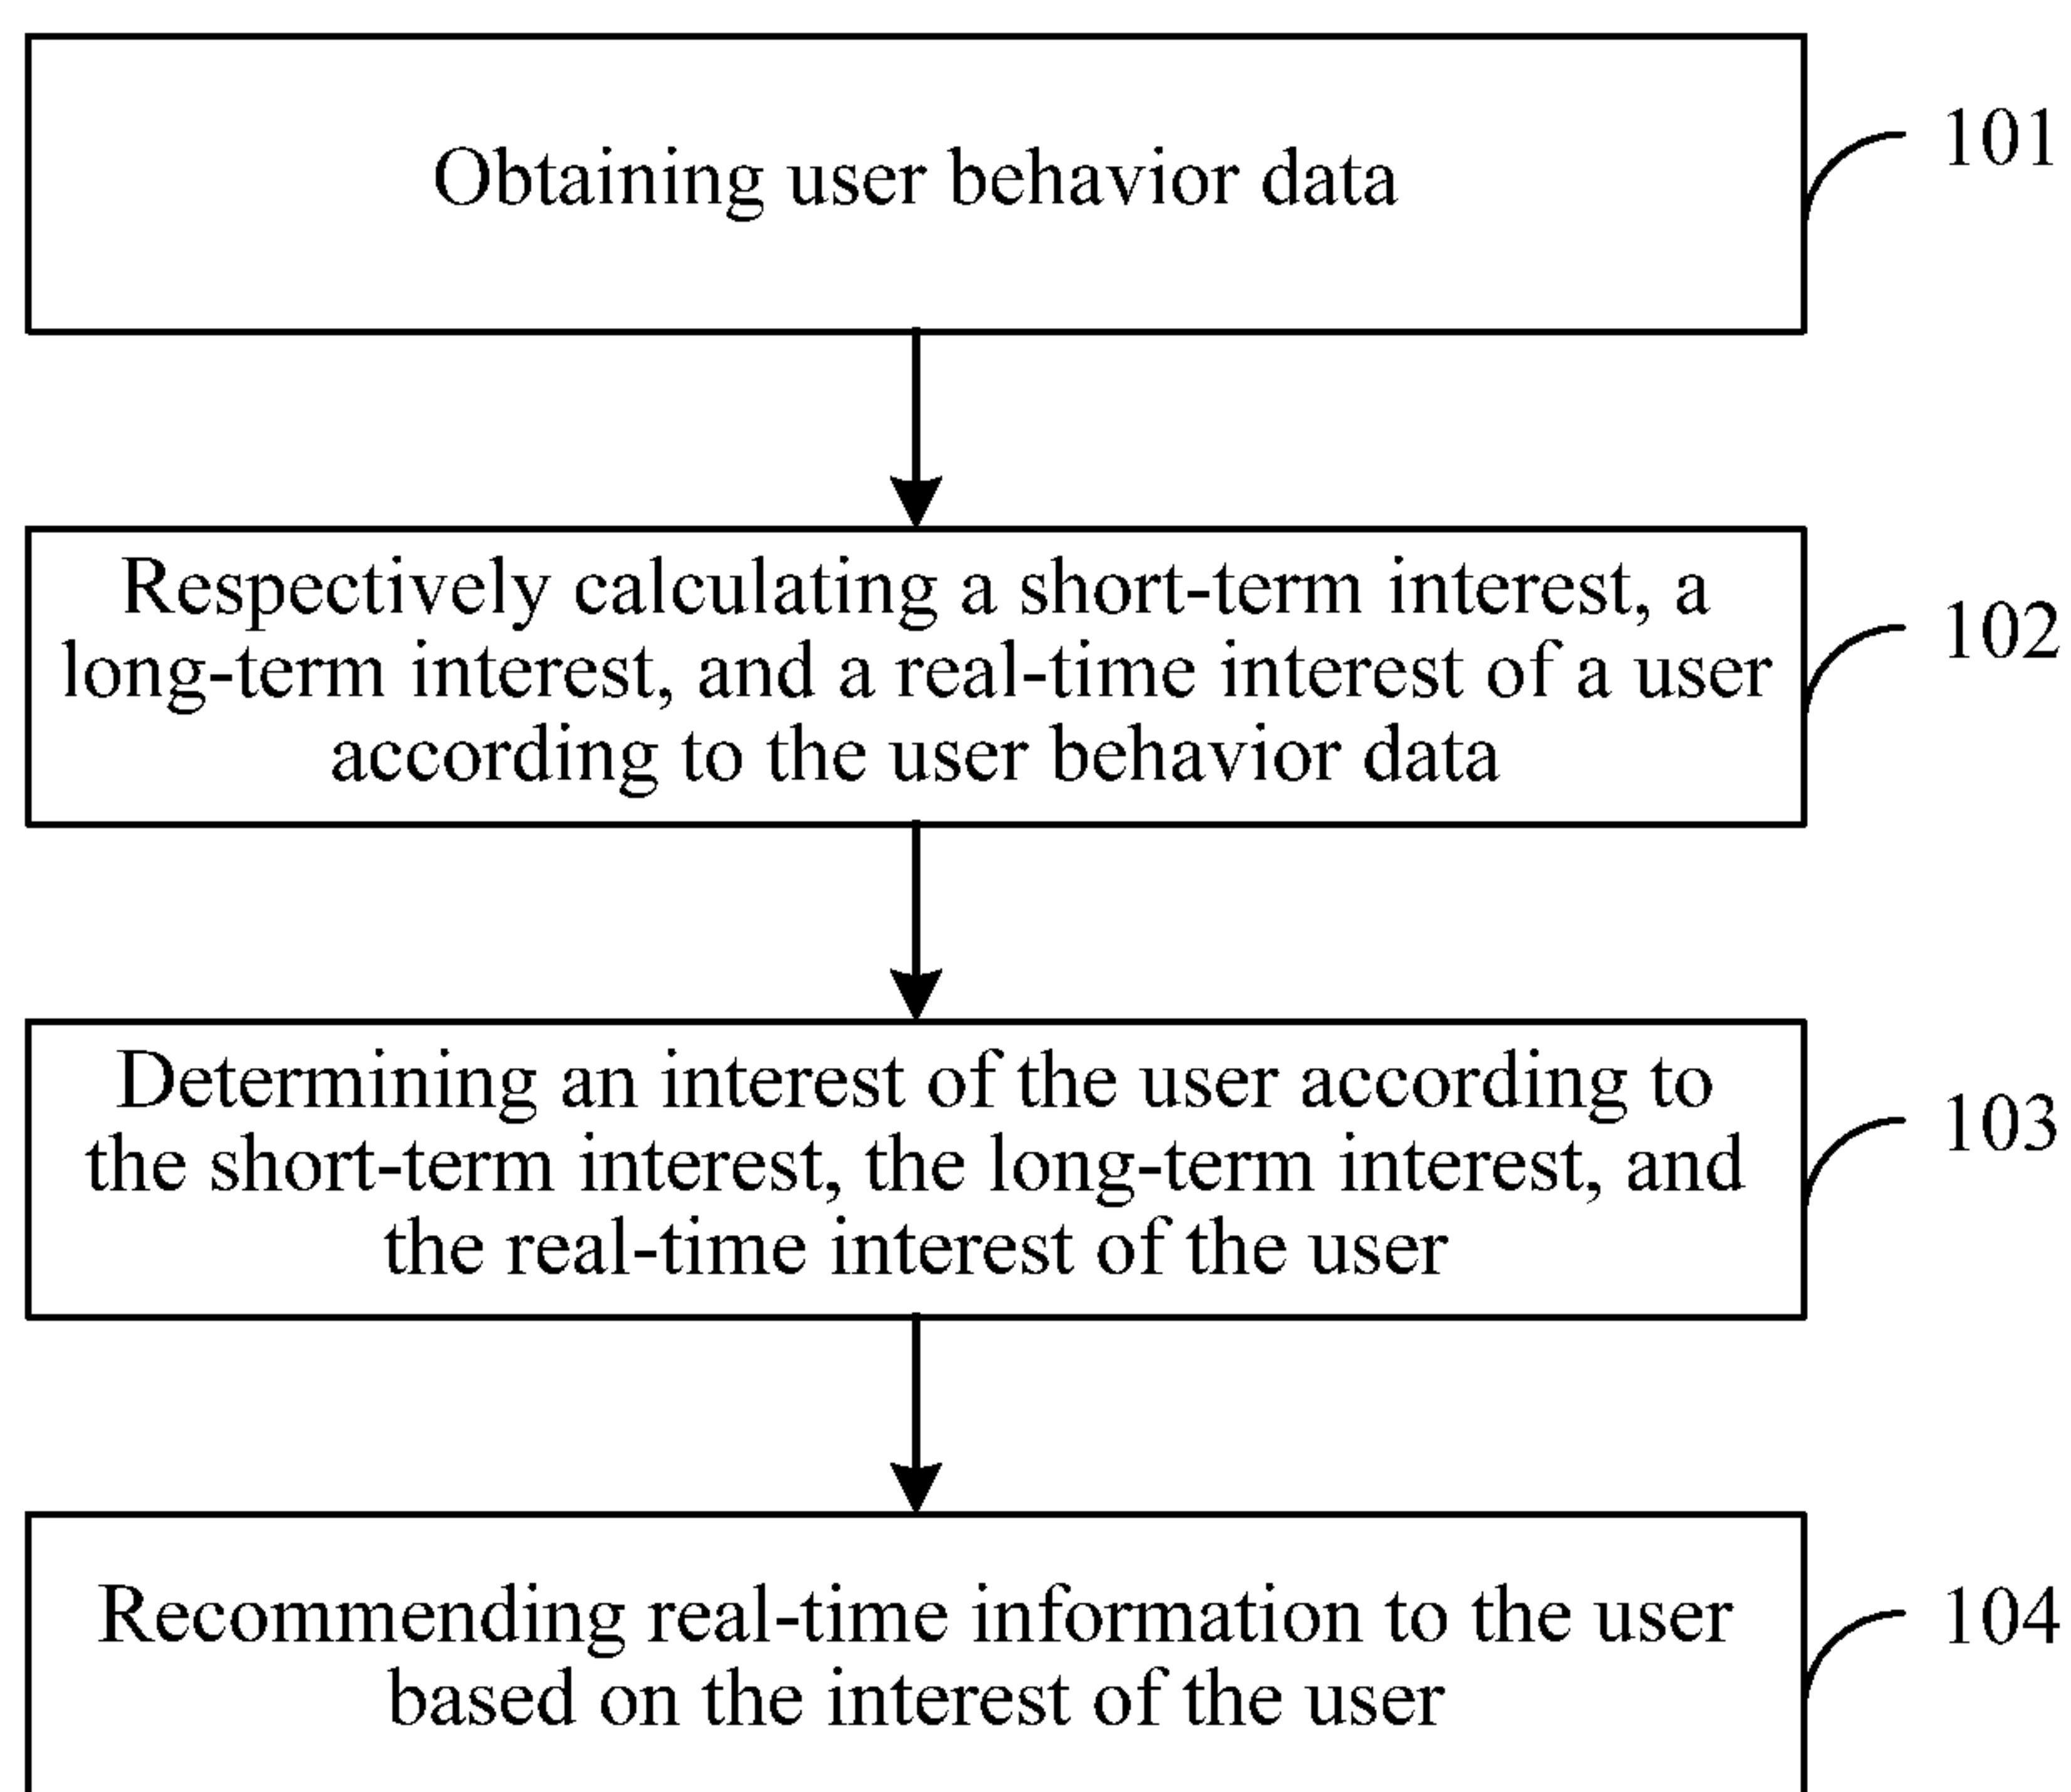 Obtaining user behavior data
101
Respectively calculating a short-term interest, a
long-term interest, and a real-time interest of a user
according to the user behavior data
102
Determining an interest of the user according to
the short-term interest, the long-term interest, and
the real-time interest of the user
103
Recommending real-time information to the user
based on the interest of the user
104